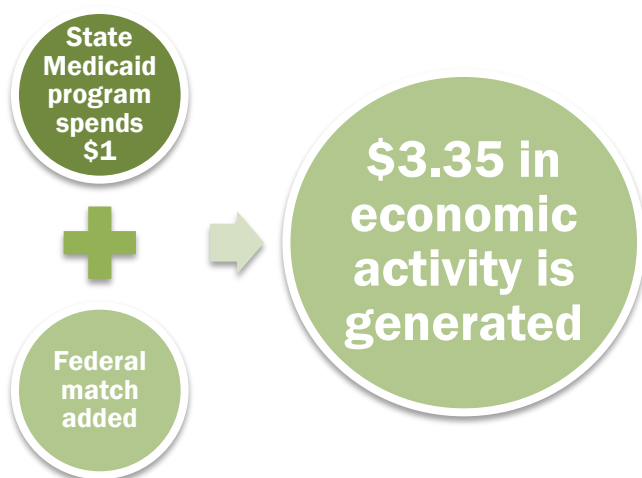 State
Medicaid
program
spends
$1
Federal
match
added
$3.35 in
economic
activity is
generated